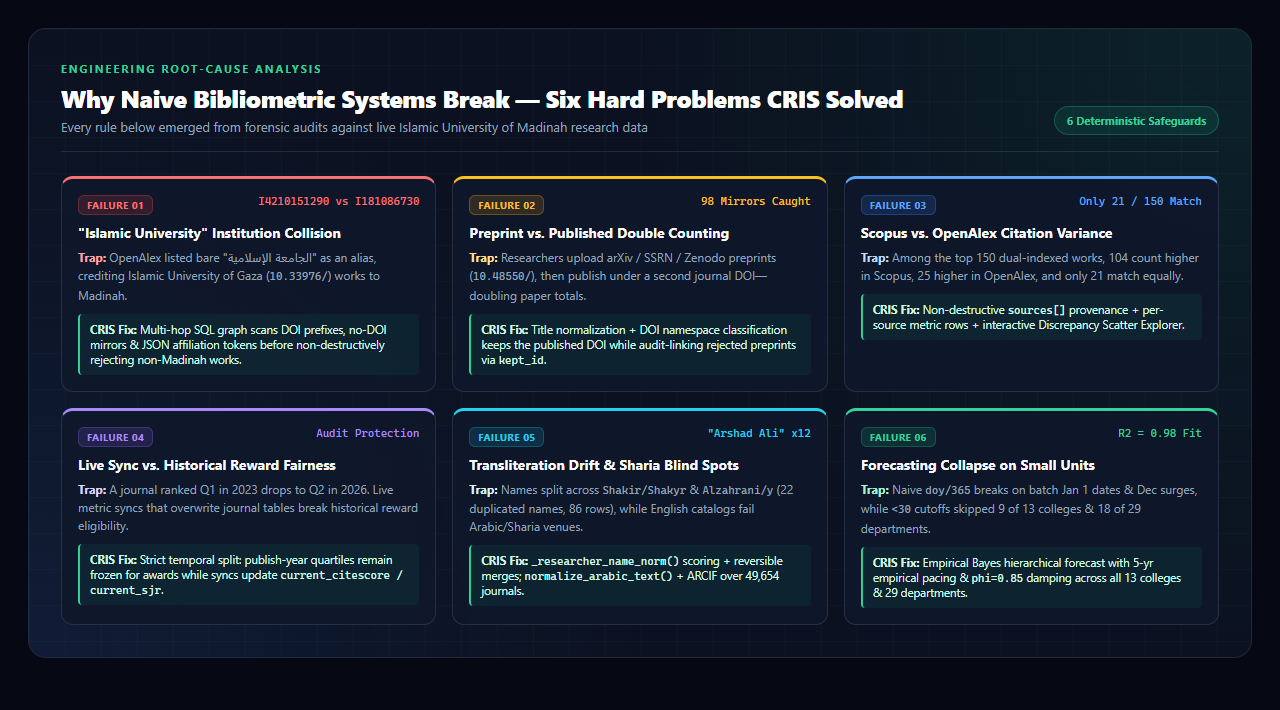 ENGINEERING ROOT-CAUSE ANALYSIS
Why Naive Bibliometric Systems Break — Six Hard Problems CRIS Solved
Every rule below emerged from forensic audits against live Islamic University of Madinah research data
6 Deterministic Safeguards
FAILURE 01
I4210151290 vs I181086730
"Islamic University" Institution Collision
Trap: OpenAlex listed bare "الجامعة الإسلامية" as an alias,
crediting Islamic University of Gaza (10.33976/) works to
Madinah.
CRIS Fix: Multi-hop SQL graph scans DOI prefixes, no-DOI
mirrors & JSON affiliation tokens before non-destructively
rejecting non-Madinah works.
FAILURE 02
98 Mirrors Caught
Preprint vs. Published Double Counting
Trap: Researchers upload arXiv / SSRN / Zenodo preprints
(10.48550/), then publish under a second journal DOI—
doubling paper totals.
CRIS Fix: Title normalization + DOI namespace classification
keeps the published DOI while audit-linking rejected preprints
via kept_id.
FAILURE 03
Only 21 / 150 Match
Scopus vs. OpenAlex Citation Variance
Trap: Among the top 150 dual-indexed works, 104 count higher
in Scopus, 25 higher in OpenAlex, and only 21 match equally.
CRIS Fix: Non-destructive sources[] provenance + per-
source metric rows + interactive Discrepancy Scatter Explorer.
FAILURE 04
Audit Protection
Live Sync vs. Historical Reward Fairness
Trap: A journal ranked Q1 in 2023 drops to Q2 in 2026. Live
metric syncs that overwrite journal tables break historical reward
eligibility.
CRIS Fix: Strict temporal split: publish-year quartiles remain
frozen for awards while syncs update current_citescore /
current_sjr.
FAILURE 05
"Arshad Ali" x12
Transliteration Drift & Sharia Blind Spots
Trap: Names split across Shakir/Shakyr & Alzahrani/y (22
duplicated names, 86 rows), while English catalogs fail
Arabic/Sharia venues.
CRIS Fix: _researcher_name_norm() scoring + reversible
merges; normalize_arabic_text() + ARCIF over 49,654
journals.
FAILURE 06
R2 = 0.98 Fit
Forecasting Collapse on Small Units
Trap: Naive doy/365 breaks on batch Jan 1 dates & Dec surges,
while <30 cutoffs skipped 9 of 13 colleges & 18 of 29
departments.
CRIS Fix: Empirical Bayes hierarchical forecast with 5-yr
empirical pacing & phi=0.85 damping across all 13 colleges
& 29 departments.